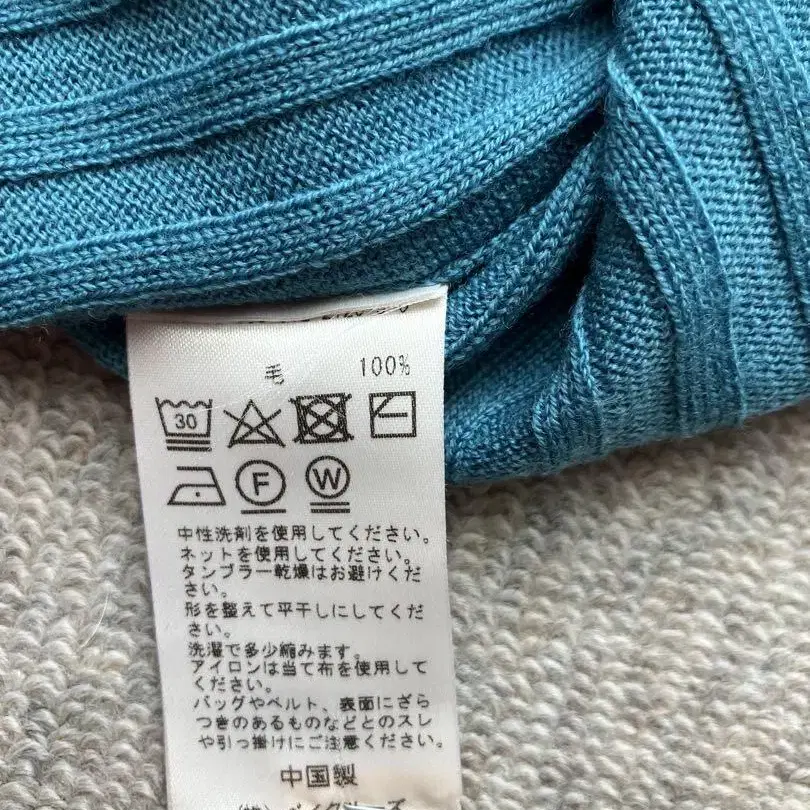 毛 100%
30
F W
中性洗剤を使用してください。
ネットを使用してください。
タンブラー乾燥はお避けくだ
さい。
形を整えて平干しにしてくだ
さい。
洗濯で多少縮みます。
アイロンは当て布を使用して
ください。
バッグやベルト、表面にざら
つきのあるものなどとのスレ
や引っ掛けにご注意ください。
中国製